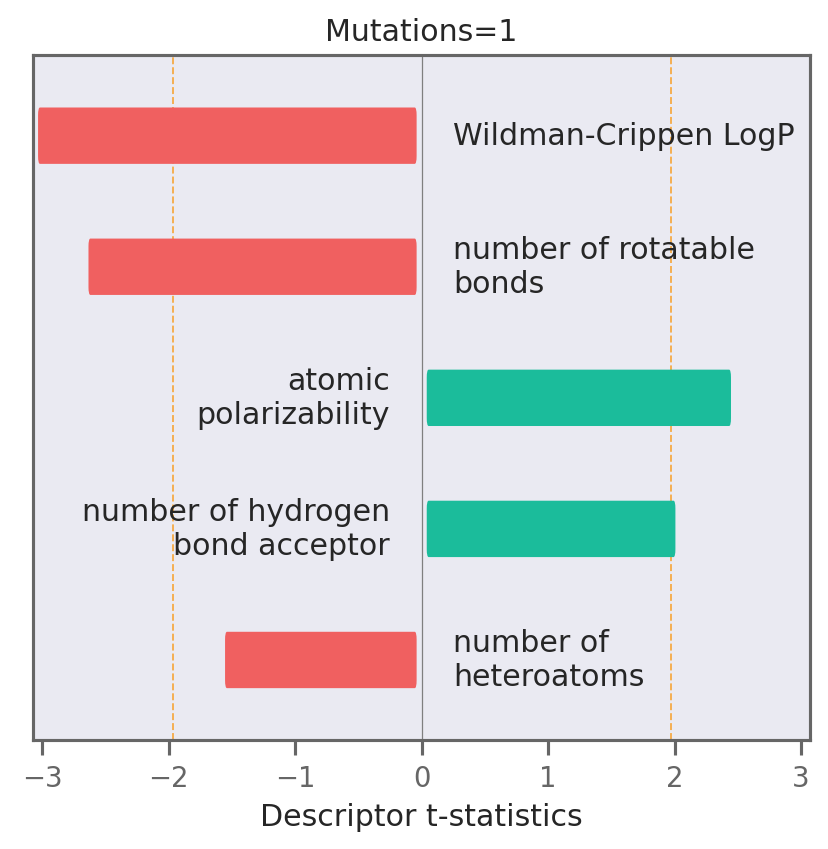 Mutations=1
Wildman-Crippen LogP
number of rotatable
bonds
atomic
polarizability
number of hydrogen
bond acceptor
number of
heteroatoms
−3 −2 −1 0 1 2 3
Descriptor t-statistics